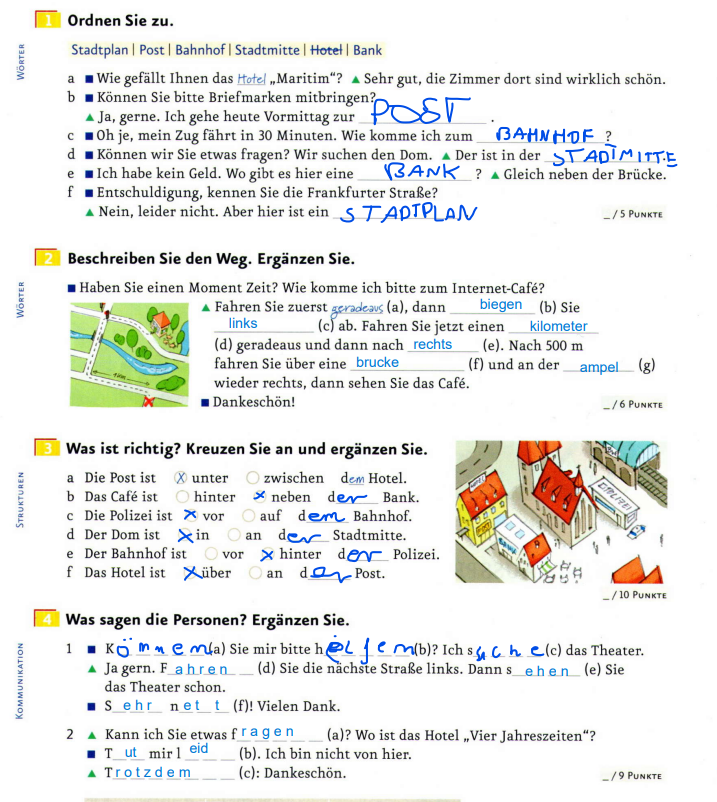 1 Ordnen Sie zu.
WÖRTER
Stadtplan | Post | Bahnhof | Stadtmitte | Hotel | Bank
a ■ Wie gefällt Ihnen das Hotel „Maritim“? ▲ Sehr gut, die Zimmer dort sind wirklich schön.
b ■ Können Sie bitte Briefmarken mitbringen?
▲ Ja, gerne. Ich gehe heute Vormittag zur POST .
c ■ Oh je, mein Zug fährt in 30 Minuten. Wie komme ich zum BAHNHOF ?
d ■ Können wir Sie etwas fragen? Wir suchen den Dom. ▲ Der ist in der STADTMITTE
e ■ Ich habe kein Geld. Wo gibt es hier eine BANK ? ▲ Gleich neben der Brücke.
f ■ Entschuldigung, kennen Sie die Frankfurter Straße?
▲ Nein, leider nicht. Aber hier ist ein STADTPLAN
_ / 5 PUNKTE
2 Beschreiben Sie den Weg. Ergänzen Sie.
WÖRTER
■ Haben Sie einen Moment Zeit? Wie komme ich bitte zum Internet-Café?
▲ Fahren Sie zuerst geradeaus (a), dann biegen (b) Sie
links (c) ab. Fahren Sie jetzt einen kilometer
(d) geradeaus und dann nach rechts (e). Nach 500 m
fahren Sie über eine brucke (f) und an der ampel (g)
wieder rechts, dann sehen Sie das Café.
■ Dankeschön!
1 km
_ / 6 PUNKTE
3 Was ist richtig? Kreuzen Sie an und ergänzen Sie.
STRUKTUREN
a Die Post ist X unter zwischen dem Hotel.
b Das Café ist hinter x neben der Bank.
c Die Polizei ist x vor auf dem Bahnhof.
d Der Dom ist x in an der Stadtmitte.
e Der Bahnhof ist vor x hinter der Polizei.
f Das Hotel ist x über an der Post.
HOTEL
BANK
POLIZEI
_ / 10 PUNKTE
4 Was sagen die Personen? Ergänzen Sie.
KOMMUNIKATION
1 ■ Können (a) Sie mir bitte helfen (b)? Ich suche (c) das Theater.
▲ Ja gern. Fahren (d) Sie die nächste Straße links. Dann sehen (e) Sie
das Theater schon.
■ Sehr nett (f)! Vielen Dank.
2 ▲ Kann ich Sie etwas fragen (a)? Wo ist das Hotel „Vier Jahreszeiten“?
■ Tut mir leid (b). Ich bin nicht von hier.
▲ Trotzdem (c): Dankeschön.
_ / 9 PUNKTE